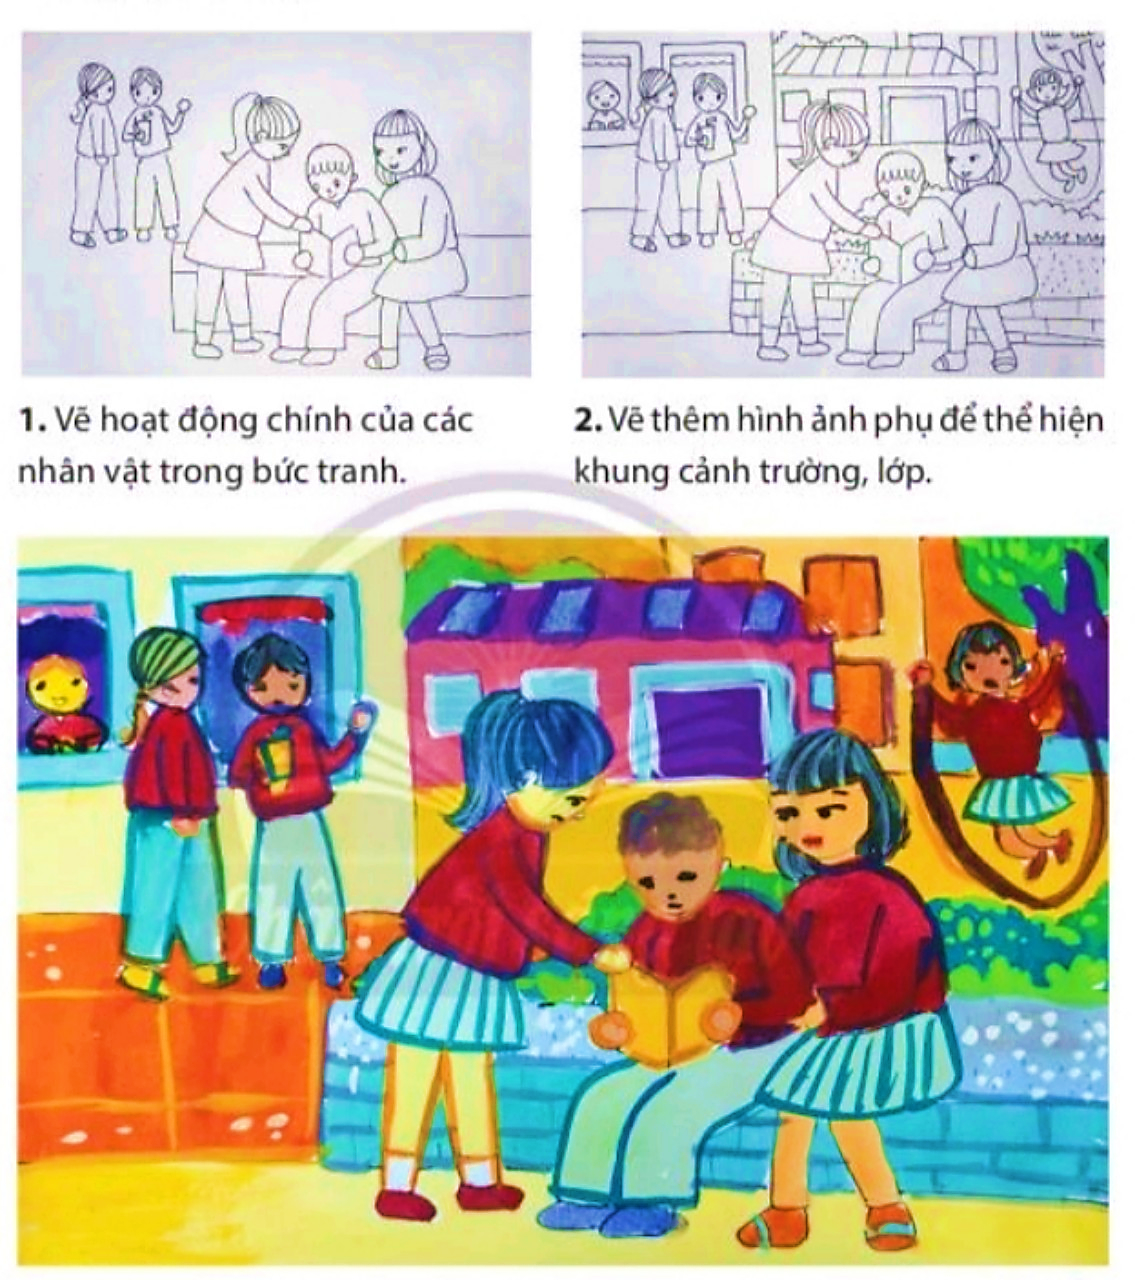 1. Vẽ hoạt động chính của các
nhân vật trong bức tranh.
2. Vẽ thêm hình ảnh phụ để thể hiện
khung cảnh trường, lớp.